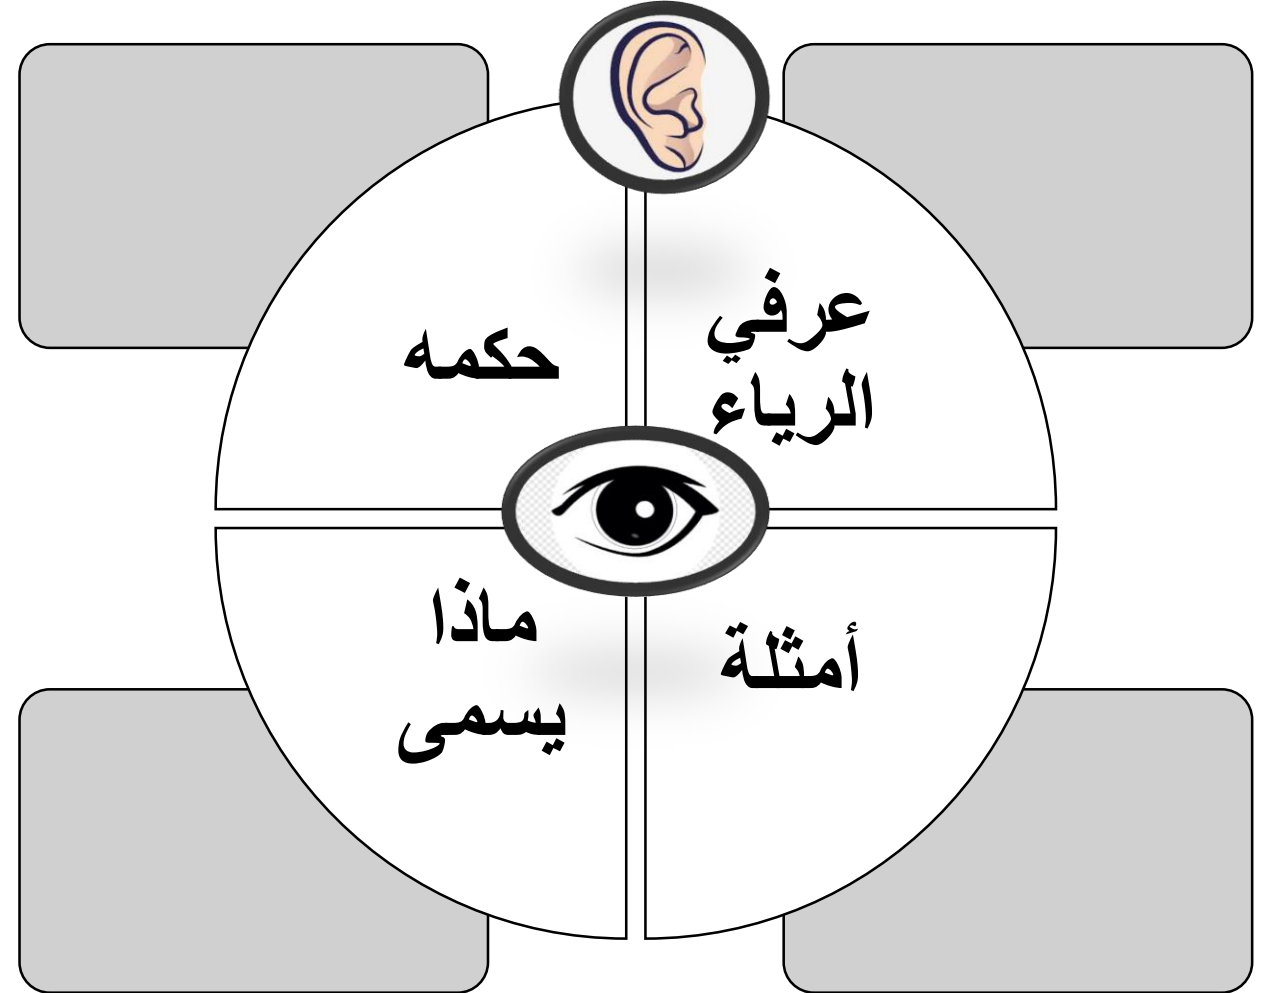 عرفي
الرياء
حكمه
أمثلة
ماذا
يسمى